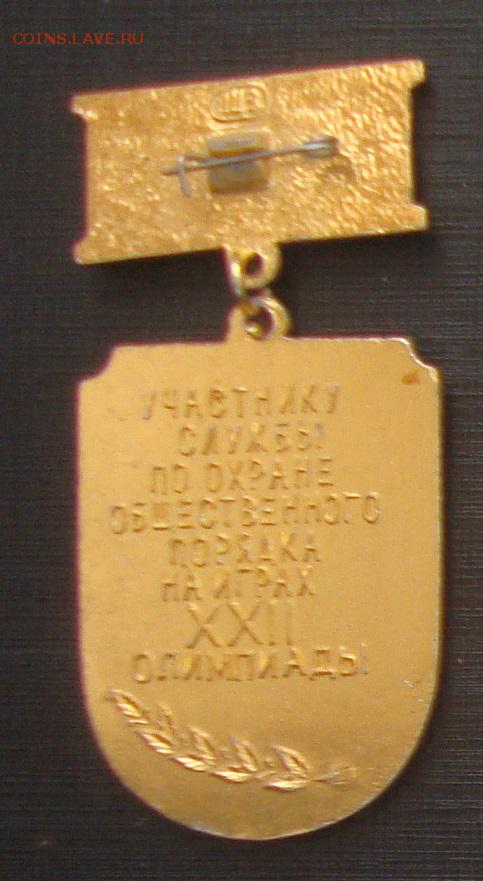 COINS.LAVE.RU
УЧАСТНИКУ
СЛУЖБЫ
ПО ОХРАНЕ
ОБЩЕСТВЕННОГО
ПОРЯДКА
НА ИГРАХ
XXII
ОЛИМПИАДЫ